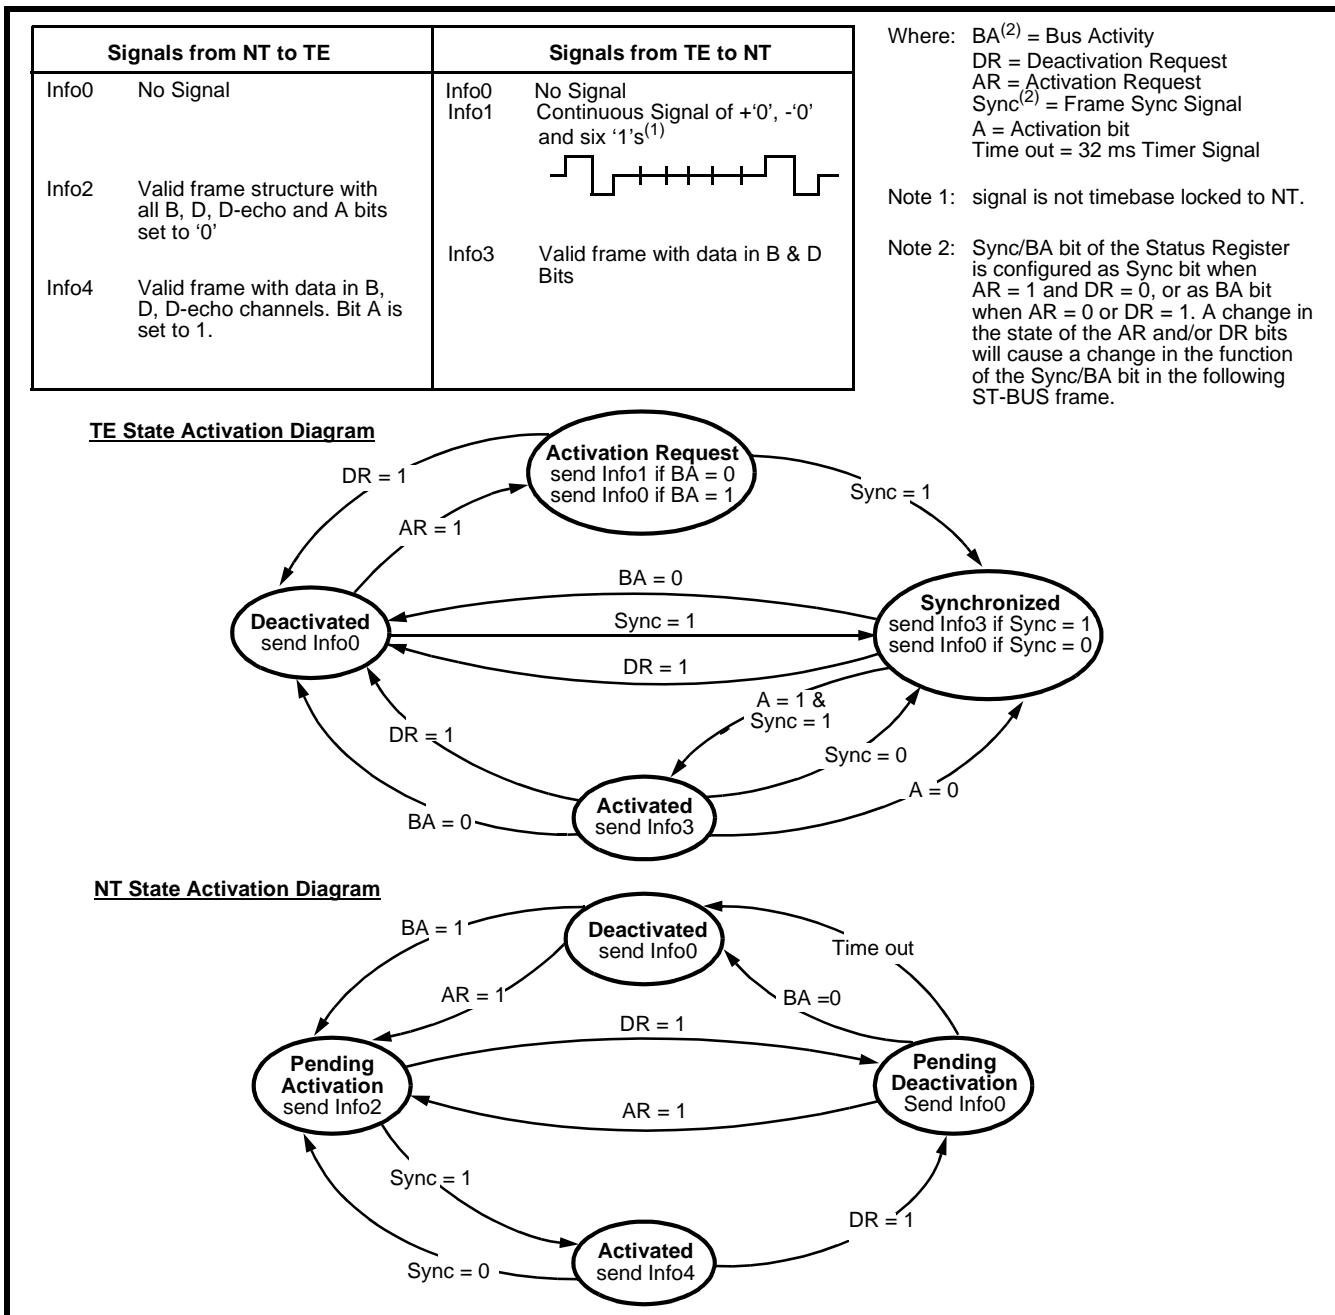 Signals from NT to TE
Signals from TE to NT
Info0 No Signal
Info2 Valid frame structure with
all B, D, D-echo and A bits
set to ‘0’
Info4 Valid frame with data in B,
D, D-echo channels. Bit A is
set to 1.
Info0 No Signal
Info1 Continuous Signal of +‘0’, -‘0’
and six ‘1’s(1)
Info3 Valid frame with data in B & D
Bits
Where: BA(2) = Bus Activity
DR = Deactivation Request
AR = Activation Request
Sync(2) = Frame Sync Signal
A = Activation bit
Time out = 32 ms Timer Signal
Note 1: signal is not timebase locked to NT.
Note 2: Sync/BA bit of the Status Register
is configured as Sync bit when
AR = 1 and DR = 0, or as BA bit
when AR = 0 or DR = 1. A change in
the state of the AR and/or DR bits
will cause a change in the function
of the Sync/BA bit in the following
ST-BUS frame.
TE State Activation Diagram
Activation Request
send Info1 if BA = 0
send Info0 if BA = 1
DR = 1
AR = 1
Sync = 1
BA = 0
Deactivated
send Info0
Sync = 1
Synchronized
send Info3 if Sync = 1
send Info0 if Sync = 0
DR = 1
A = 1 &
Sync = 1
DR = 1
Sync = 0
A = 0
Activated
send Info3
BA = 0
NT State Activation Diagram
BA = 1
Deactivated
send Info0
Time out
AR = 1
BA =0
DR = 1
Pending
Activation
send Info2
Pending
Deactivation
Send Info0
AR = 1
Sync = 1
DR = 1
Activated
send Info4
Sync = 0